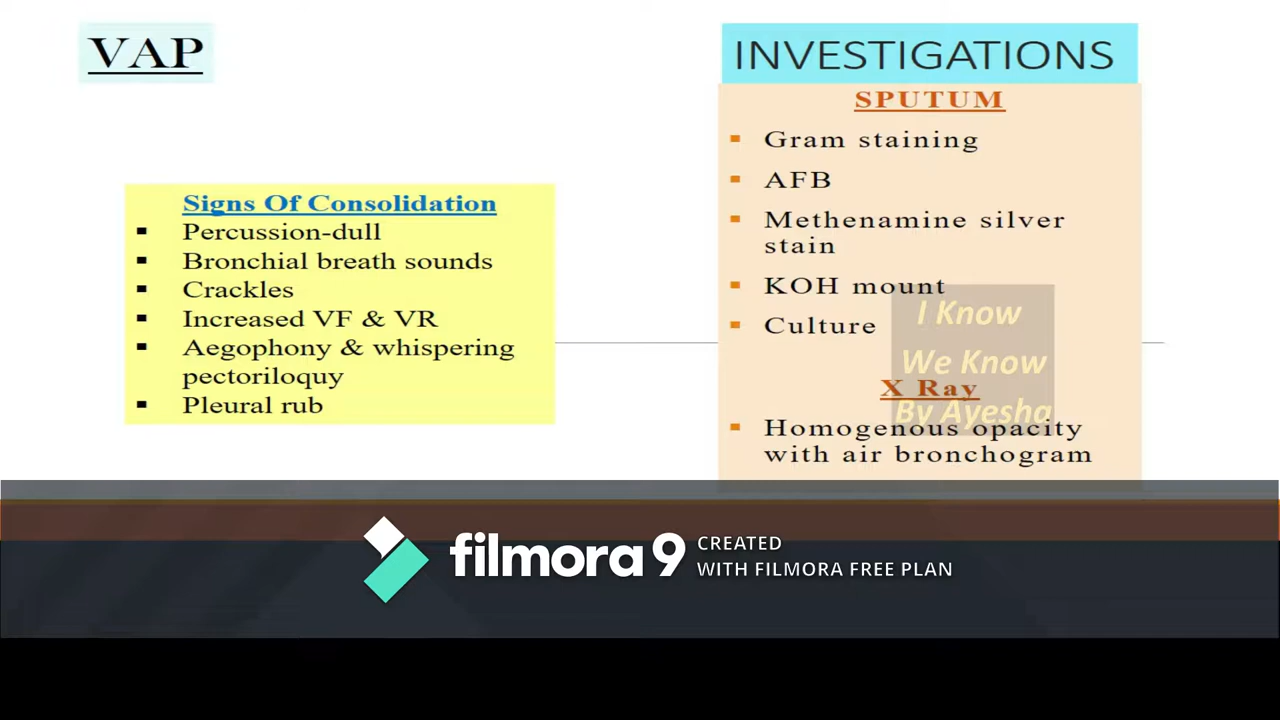 VAP
Signs Of Consolidation
▪ Percussion-dull
▪ Bronchial breath sounds
▪ Crackles
▪ Increased VF & VR
▪ Aegophony & whispering
pectoriloquy
▪ Pleural rub
INVESTIGATIONS
SPUTUM
▪ Gram staining
▪ AFB
▪ Methenamine silver
stain
▪ KOH mount
▪ Culture
X Ray
▪ Homogenous opacity
with air bronchogram
I Know
We Know
By Ayesha
filmora 9
CREATED
WITH FILMORA FREE PLAN